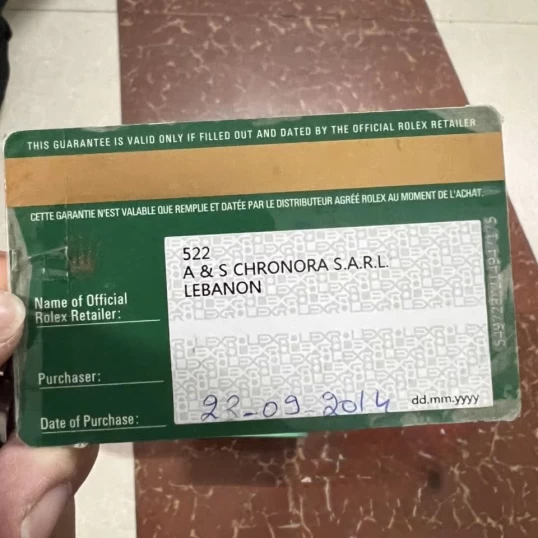 THIS GUARANTEE IS VALID ONLY IF FILLED OUT AND DATED BY THE OFFICIAL ROLEX RETAILER
CETTE GARANTIE N'EST VALABLE QUE REMPLIE ET DATÉE PAR LE DISTRIBUTEUR AGRÉÉ ROLEX AU MOMENT DE L'ACHAT.
522
A & S CHRONORA S.A.R.L.
LEBANON
Name of Official
Rolex Retailer:
Purchaser:
Date of Purchase:
22-09-2014
dd.mm.yyyy